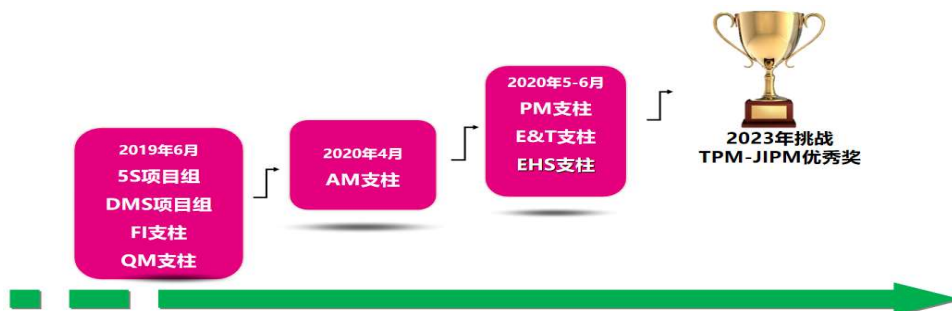 2019年6月
5S项目组
DMS项目组
FI支柱
QM支柱
2020年4月
AM支柱
2020年5-6月
PM支柱
E&T支柱
EHS支柱
2023年挑战
TPM-JIPM优秀奖